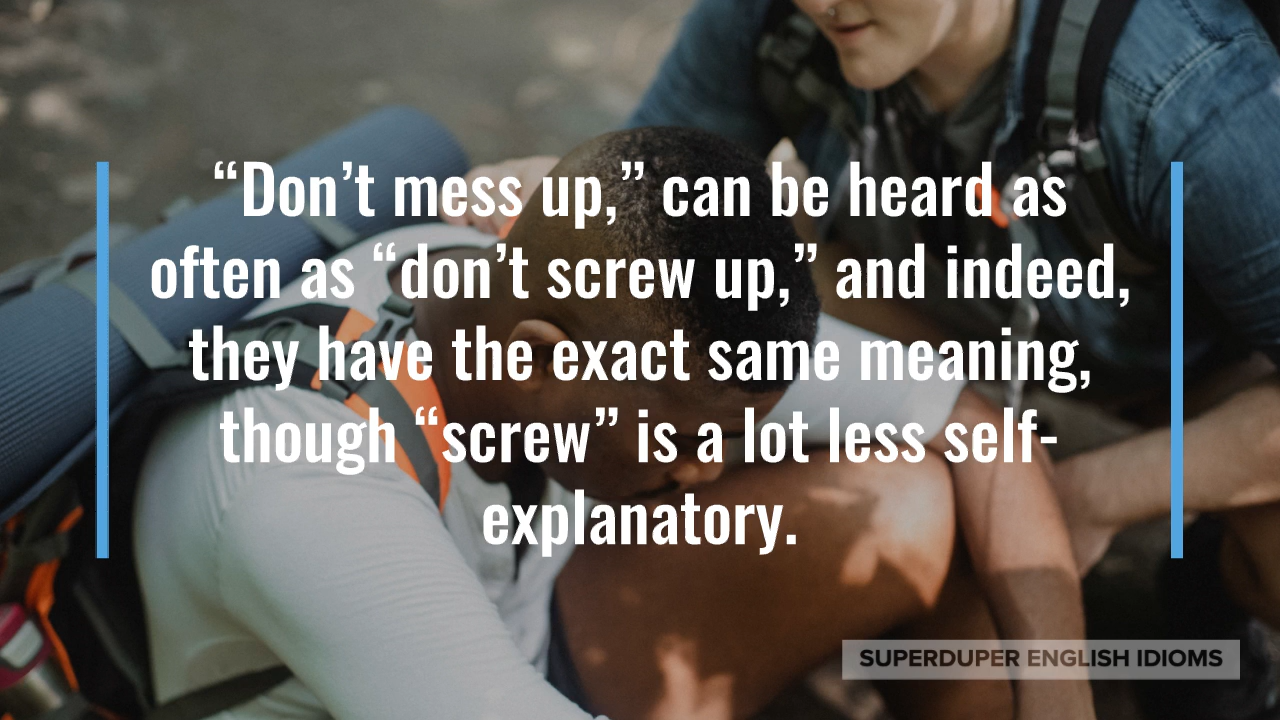 “Don’t mess up,” can be heard as
often as “don’t screw up,” and indeed,
they have the exact same meaning,
though “screw” is a lot less self-
explanatory.
SUPERDUPER ENGLISH IDIOMS